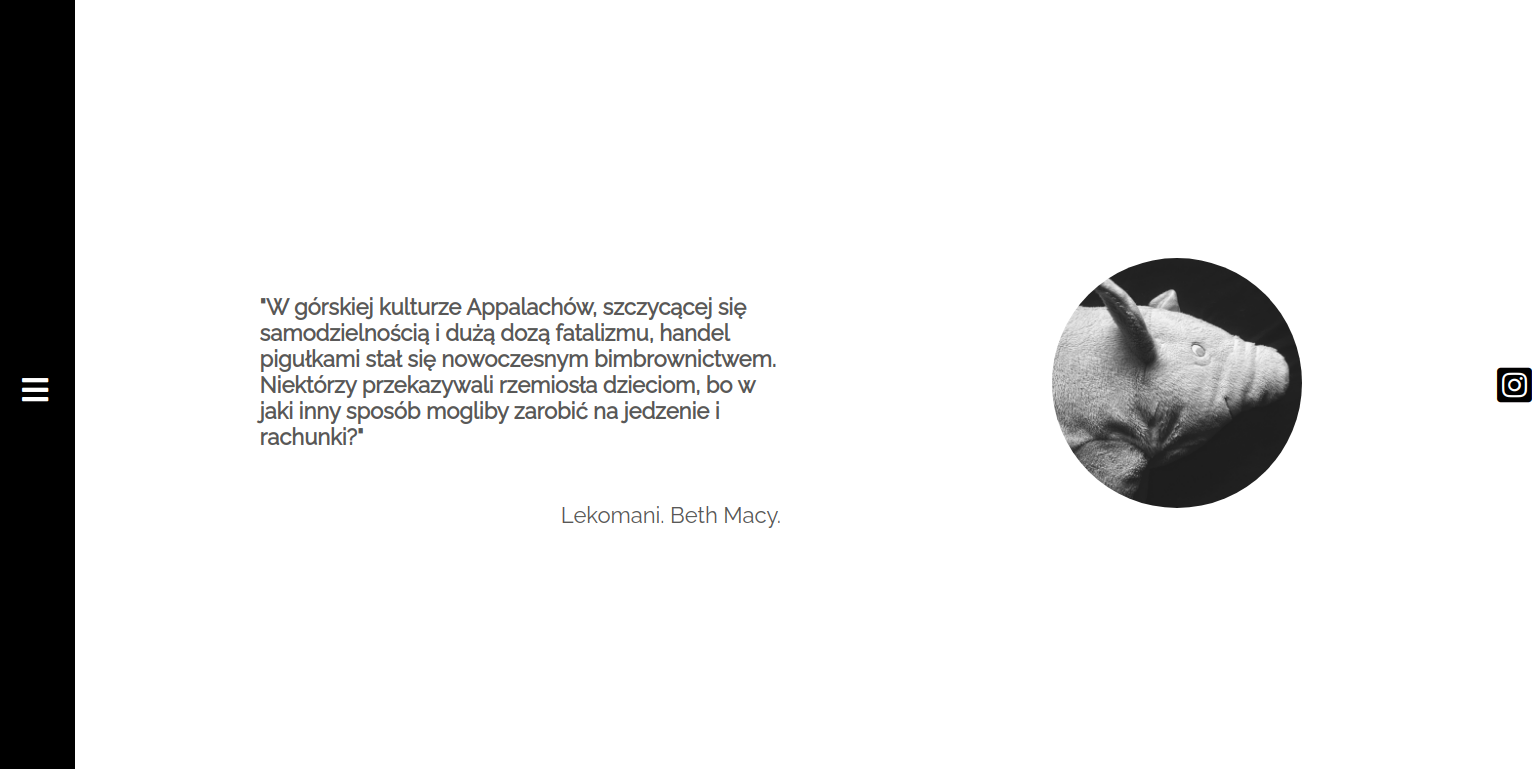 "W górskiej kulturze Appalachów, szczycącej się
samodzielnością i dużą dozą fatalizmu, handel
pigułkami stał się nowoczesnym bimbrownictwem.
Niektórzy przekazywali rzemiosła dzieciom, bo w
jaki inny sposób mogliby zarobić na jedzenie i
rachunki?"
Lekomani. Beth Macy.